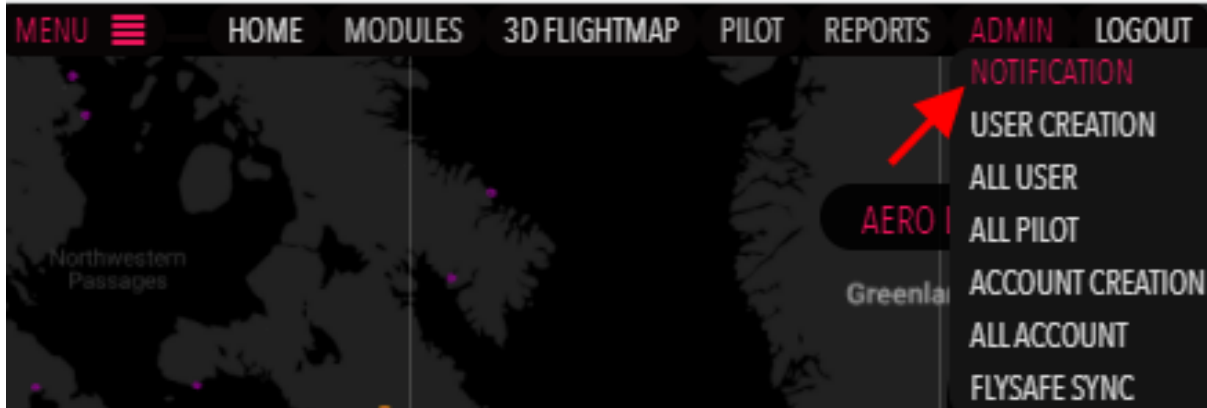 MENU HOME MODULES 3D FLIGHTMAP PILOT REPORTS ADMIN LOGOUT
NOTIFICATION
USER CREATION
ALL USER
AERO
ALL PILOT
Northwestern
Passages
ACCOUNT CREATION
ALL ACCOUNT
FLYSAFE SYNC